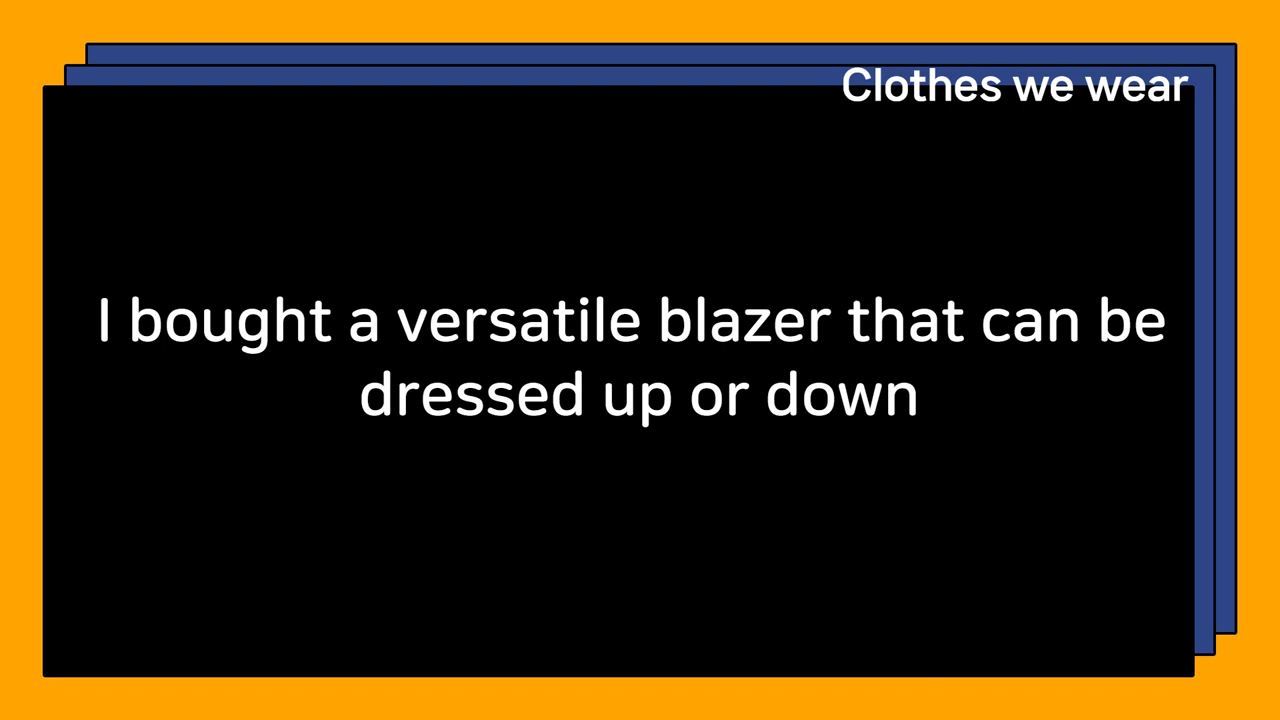 Clothes we wear
I bought a versatile blazer that can be
dressed up or down